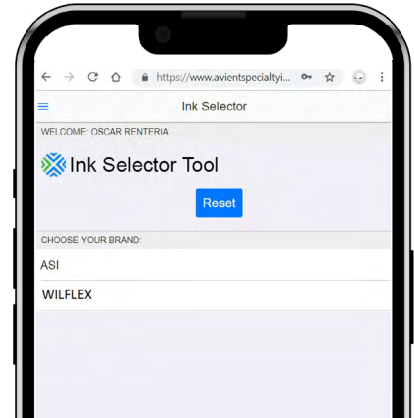 https://www.avientspecialtyi...
Ink Selector
WELCOME: OSCAR RENTERIA
Ink Selector Tool
Reset
CHOOSE YOUR BRAND:
ASI
WILFLEX